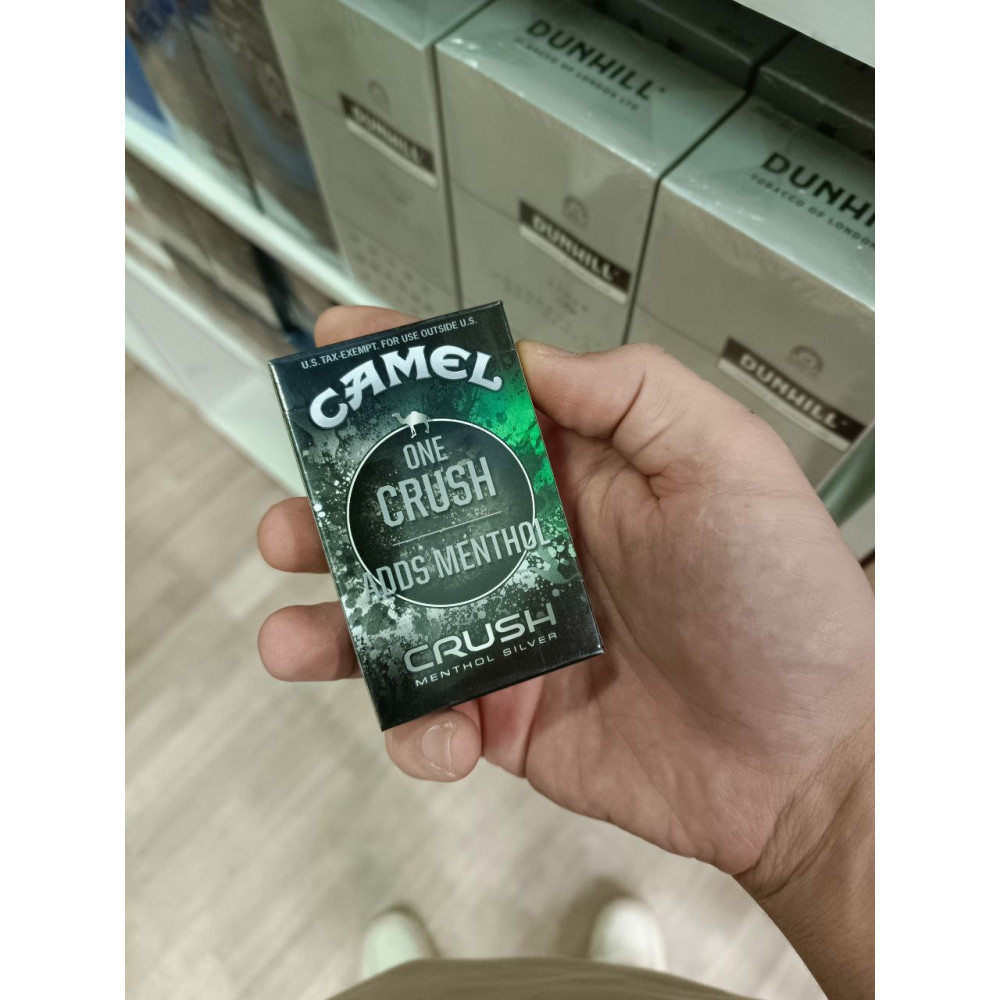 DUNHILL
TOBACCO OF LONDON LTD
DUNHILL
DUNHILL
DUNHI
TOBACCO OF LONDON
DUNHILL
U.S. TAX-EXEMPT. FOR USE OUTSIDE U.S.
CAMEL
ONE
CRUSH
ADDS MENTHOL
CRUSH
MENTHOL SILVER